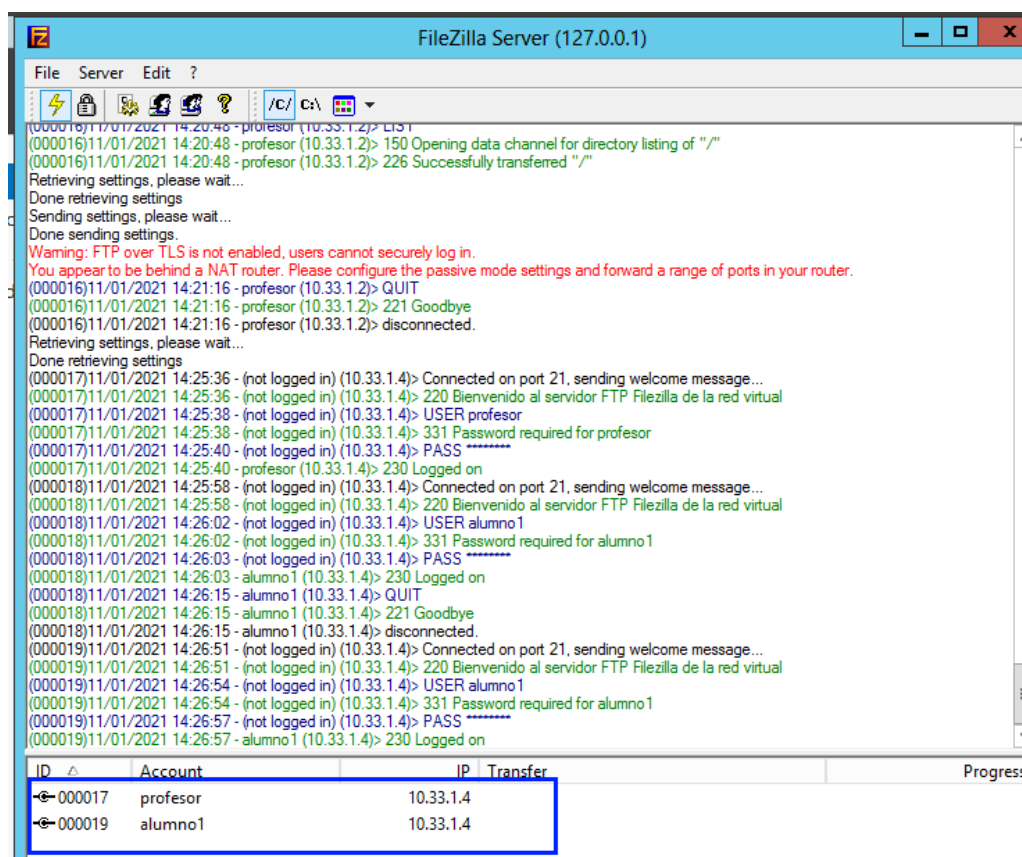 FileZilla Server (127.0.0.1)
File Server Edit ?
/C/ C:\
(000016)11/01/2021 14:20:48 - profesor (10.33.1.2)> LIST
(000016)11/01/2021 14:20:48 - profesor (10.33.1.2)> 150 Opening data channel for directory listing of "/"
(000016)11/01/2021 14:20:48 - profesor (10.33.1.2)> 226 Successfully transferred "/"
Retrieving settings, please wait...
Done retrieving settings
Sending settings, please wait...
Done sending settings.
Warning: FTP over TLS is not enabled, users cannot securely log in.
You appear to be behind a NAT router. Please configure the passive mode settings and forward a range of ports in your router.
(000016)11/01/2021 14:21:16 - profesor (10.33.1.2)> QUIT
(000016)11/01/2021 14:21:16 - profesor (10.33.1.2)> 221 Goodbye
(000016)11/01/2021 14:21:16 - profesor (10.33.1.2)> disconnected.
Retrieving settings, please wait...
Done retrieving settings
(000017)11/01/2021 14:25:36 - (not logged in) (10.33.1.4)> Connected on port 21, sending welcome message...
(000017)11/01/2021 14:25:36 - (not logged in) (10.33.1.4)> 220 Bienvenido al servidor FTP Filezilla de la red virtual
(000017)11/01/2021 14:25:38 - (not logged in) (10.33.1.4)> USER profesor
(000017)11/01/2021 14:25:38 - (not logged in) (10.33.1.4)> 331 Password required for profesor
(000017)11/01/2021 14:25:40 - (not logged in) (10.33.1.4)> PASS ********
(000017)11/01/2021 14:25:40 - profesor (10.33.1.4)> 230 Logged on
(000018)11/01/2021 14:25:58 - (not logged in) (10.33.1.4)> Connected on port 21, sending welcome message...
(000018)11/01/2021 14:25:58 - (not logged in) (10.33.1.4)> 220 Bienvenido al servidor FTP Filezilla de la red virtual
(000018)11/01/2021 14:26:02 - (not logged in) (10.33.1.4)> USER alumno1
(000018)11/01/2021 14:26:02 - (not logged in) (10.33.1.4)> 331 Password required for alumno1
(000018)11/01/2021 14:26:03 - (not logged in) (10.33.1.4)> PASS ********
(000018)11/01/2021 14:26:03 - alumno1 (10.33.1.4)> 230 Logged on
(000018)11/01/2021 14:26:15 - alumno1 (10.33.1.4)> QUIT
(000018)11/01/2021 14:26:15 - alumno1 (10.33.1.4)> 221 Goodbye
(000018)11/01/2021 14:26:15 - alumno1 (10.33.1.4)> disconnected.
(000019)11/01/2021 14:26:51 - (not logged in) (10.33.1.4)> Connected on port 21, sending welcome message...
(000019)11/01/2021 14:26:51 - (not logged in) (10.33.1.4)> 220 Bienvenido al servidor FTP Filezilla de la red virtual
(000019)11/01/2021 14:26:54 - (not logged in) (10.33.1.4)> USER alumno1
(000019)11/01/2021 14:26:54 - (not logged in) (10.33.1.4)> 331 Password required for alumno1
(000019)11/01/2021 14:26:57 - (not logged in) (10.33.1.4)> PASS ********
(000019)11/01/2021 14:26:57 - alumno1 (10.33.1.4)> 230 Logged on
ID Account IP Transfer Progress
000017 profesor 10.33.1.4
000019 alumno1 10.33.1.4